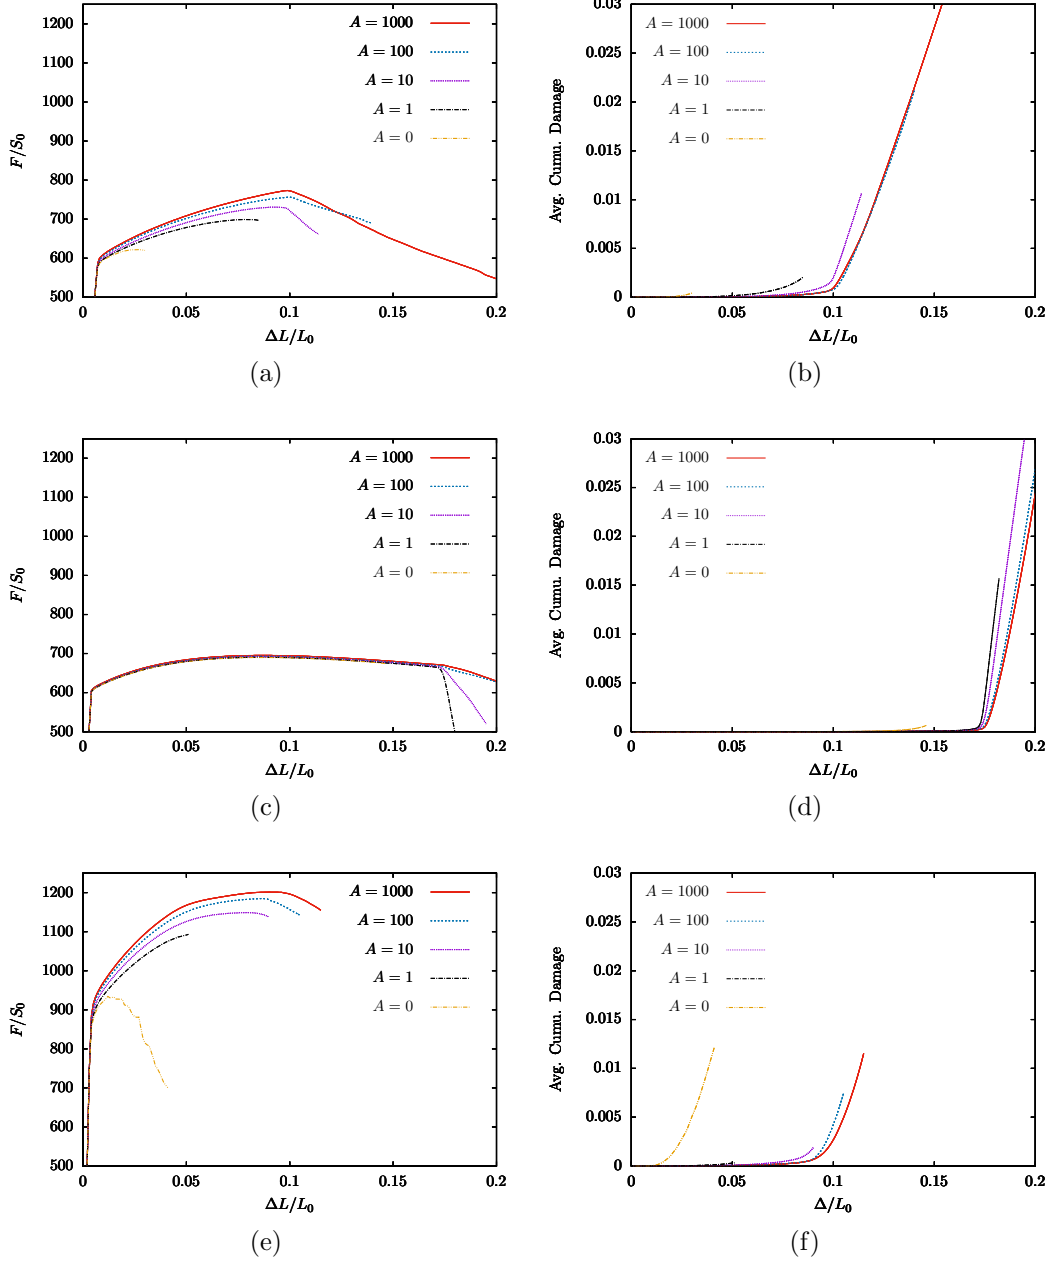 1200
1100
1000
900
800
700
600
500
0
0.05
0.1
0.15
0.2
F/S₀
ΔL/L₀
A = 1000
A = 100
A = 10
A = 1
A = 0
(a)
0.03
0.025
0.02
0.015
0.01
0.005
0
0
0.05
0.1
0.15
0.2
Avg. Cumu. Damage
ΔL/L₀
A = 1000
A = 100
A = 10
A = 1
A = 0
(b)
1200
1100
1000
900
800
700
600
500
0
0.05
0.1
0.15
0.2
F/S₀
ΔL/L₀
A = 1000
A = 100
A = 10
A = 1
A = 0
(c)
0.03
0.025
0.02
0.015
0.01
0.005
0
0
0.05
0.1
0.15
0.2
Avg. Cumu. Damage
ΔL/L₀
A = 1000
A = 100
A = 10
A = 1
A = 0
(d)
1200
1100
1000
900
800
700
600
500
0
0.05
0.1
0.15
0.2
F/S₀
ΔL/L₀
A = 1000
A = 100
A = 10
A = 1
A = 0
(e)
0.03
0.025
0.02
0.015
0.01
0.005
0
0
0.05
0.1
0.15
0.2
Avg. Cumu. Damage
Δ/L₀
A = 1000
A = 100
A = 10
A = 1
A = 0
(f)